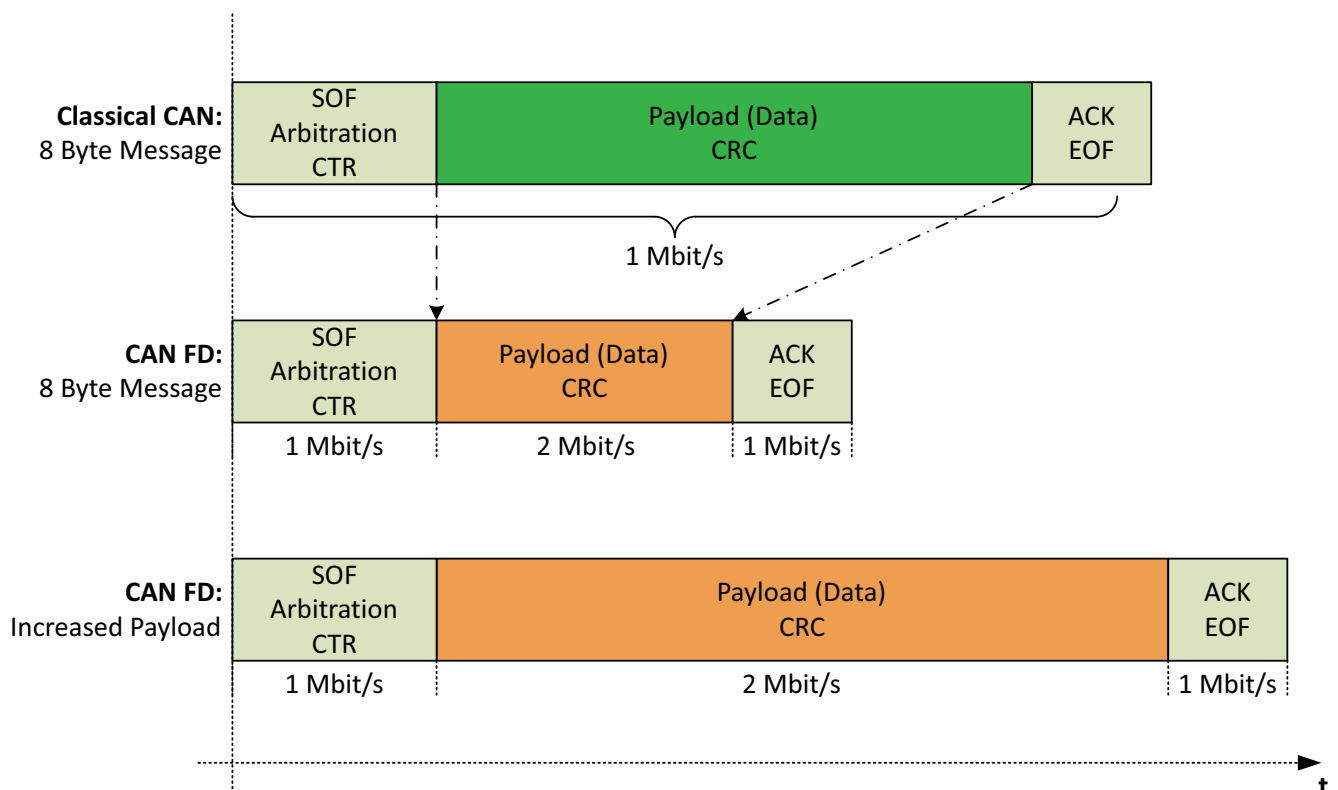 Classical CAN:
8 Byte Message
SOF
Arbitration
CTR
Payload (Data)
CRC
ACK
EOF
1 Mbit/s
CAN FD:
8 Byte Message
SOF
Arbitration
CTR
Payload (Data)
CRC
ACK
EOF
1 Mbit/s
2 Mbit/s
1 Mbit/s
CAN FD:
Increased Payload
SOF
Arbitration
CTR
Payload (Data)
CRC
ACK
EOF
1 Mbit/s
2 Mbit/s
1 Mbit/s
t